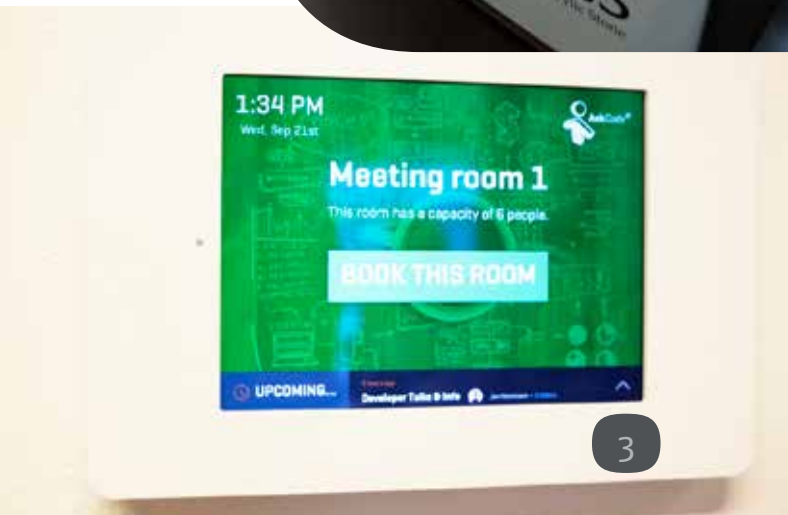 1:34 PM
Wed, Sep 21st
AskCody®
Meeting room 1
This room has a capacity of 6 people.
BOOK THIS ROOM
UPCOMING...
Developer Talks & Info
3